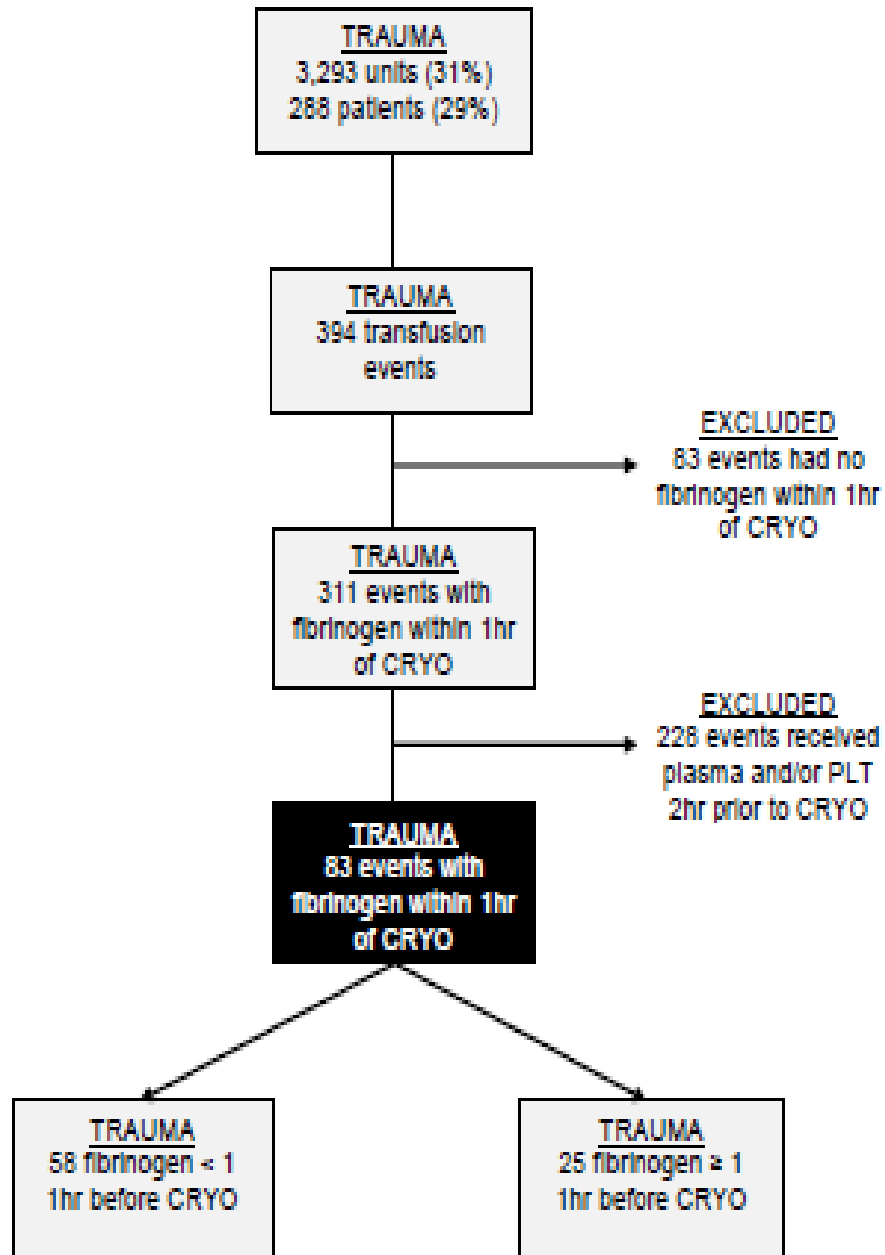 TRAUMA
3,293 units (31%)
288 patients (29%)
TRAUMA
394 transfusion
events
EXCLUDED
83 events had no
fibrinogen within 1hr
of CRYO
TRAUMA
311 events with
fibrinogen within 1hr
of CRYO
EXCLUDED
228 events received
plasma and/or PLT
2hr prior to CRYO
TRAUMA
83 events with
fibrinogen within 1hr
of CRYO
TRAUMA
58 fibrinogen < 1
1hr before CRYO
TRAUMA
25 fibrinogen ≥ 1
1hr before CRYO